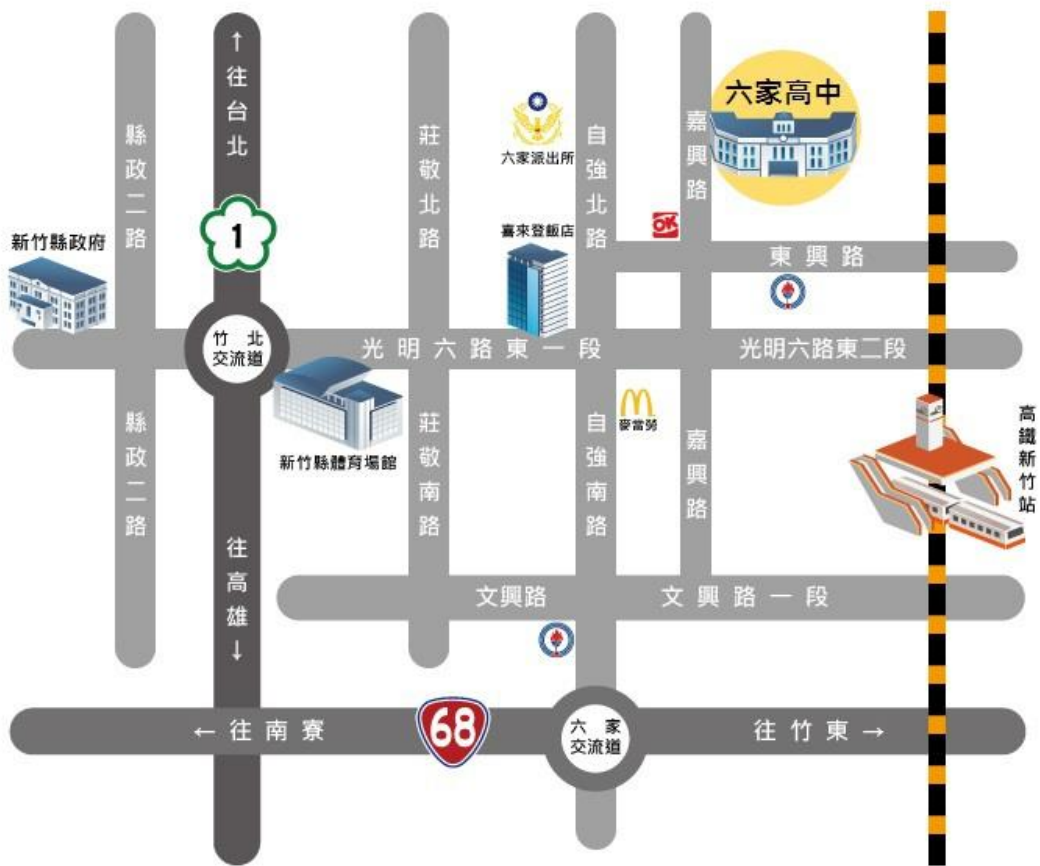 ↑往台北
六家高中
縣政二路
莊敬北路
六家派出所
自強北路
嘉興路
新竹縣政府
1
喜來登飯店
OK
東興路
竹北
交流道
光明六路東一段
光明六路東二段
新竹縣體育場館
縣政二路
莊敬南路
自強南路
麥當勞
嘉興路
高鐵新竹站
往高雄↓
文興路
文興路一段
←往南寮
68
六家
交流道
往竹東→